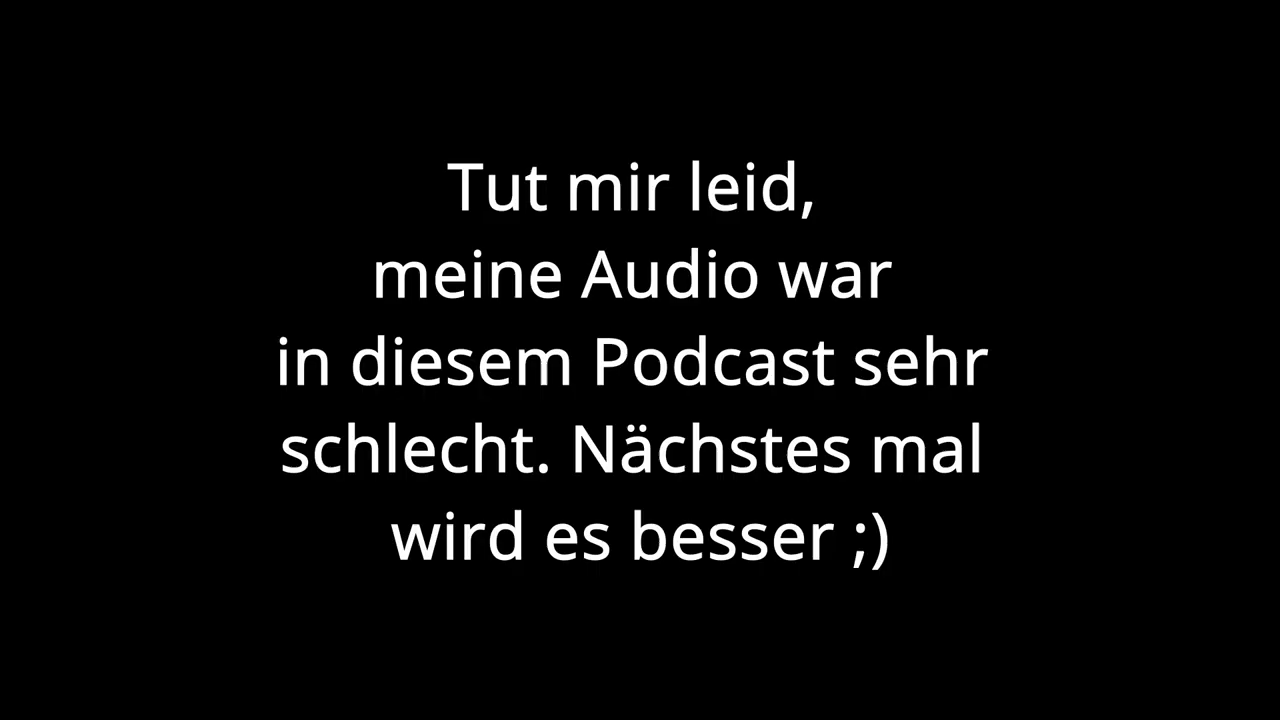 Tut mir leid,
meine Audio war
in diesem Podcast sehr
schlecht. Nächstes mal
wird es besser ;)